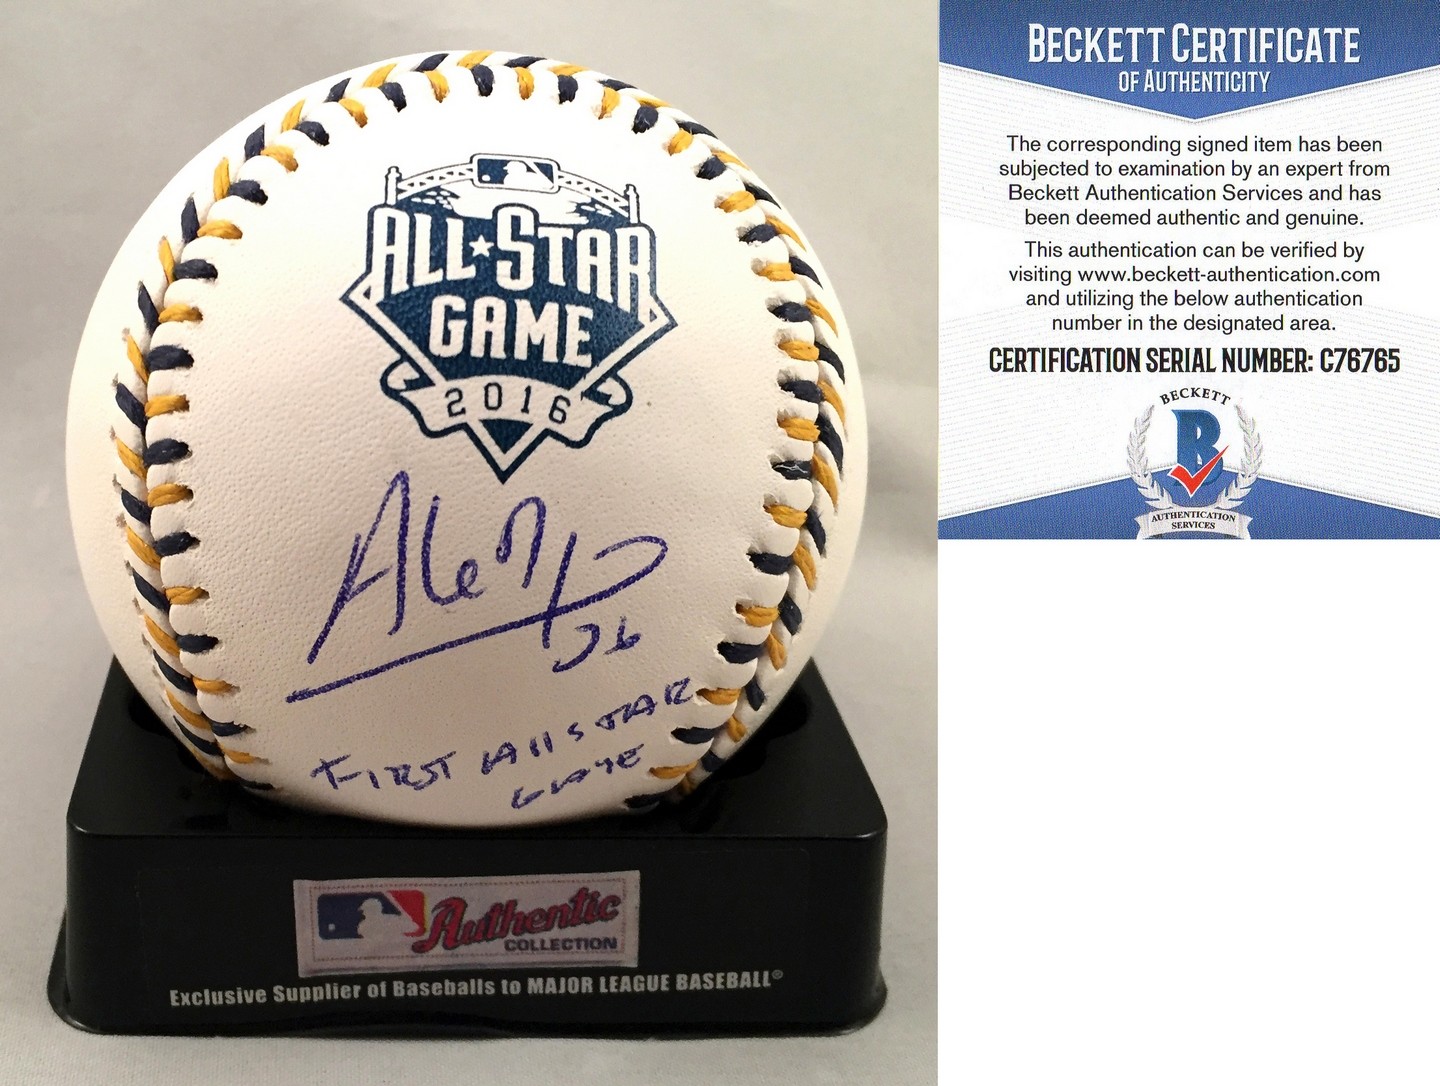 ALL★STAR
GAME
2016
26
FIRST AllSTAR
GAME
Authentic
COLLECTION
Exclusive Supplier of Baseballs to MAJOR LEAGUE BASEBALL®
BECKETT CERTIFICATE
OF AUTHENTICITY
The corresponding signed item has been
subjected to examination by an expert from
Beckett Authentication Services and has
been deemed authentic and genuine.
This authentication can be verified by
visiting www.beckett-authentication.com
and utilizing the below authentication
number in the designated area.
CERTIFICATION SERIAL NUMBER: C76765
BECKETT
B
AUTHENTICATION
SERVICES